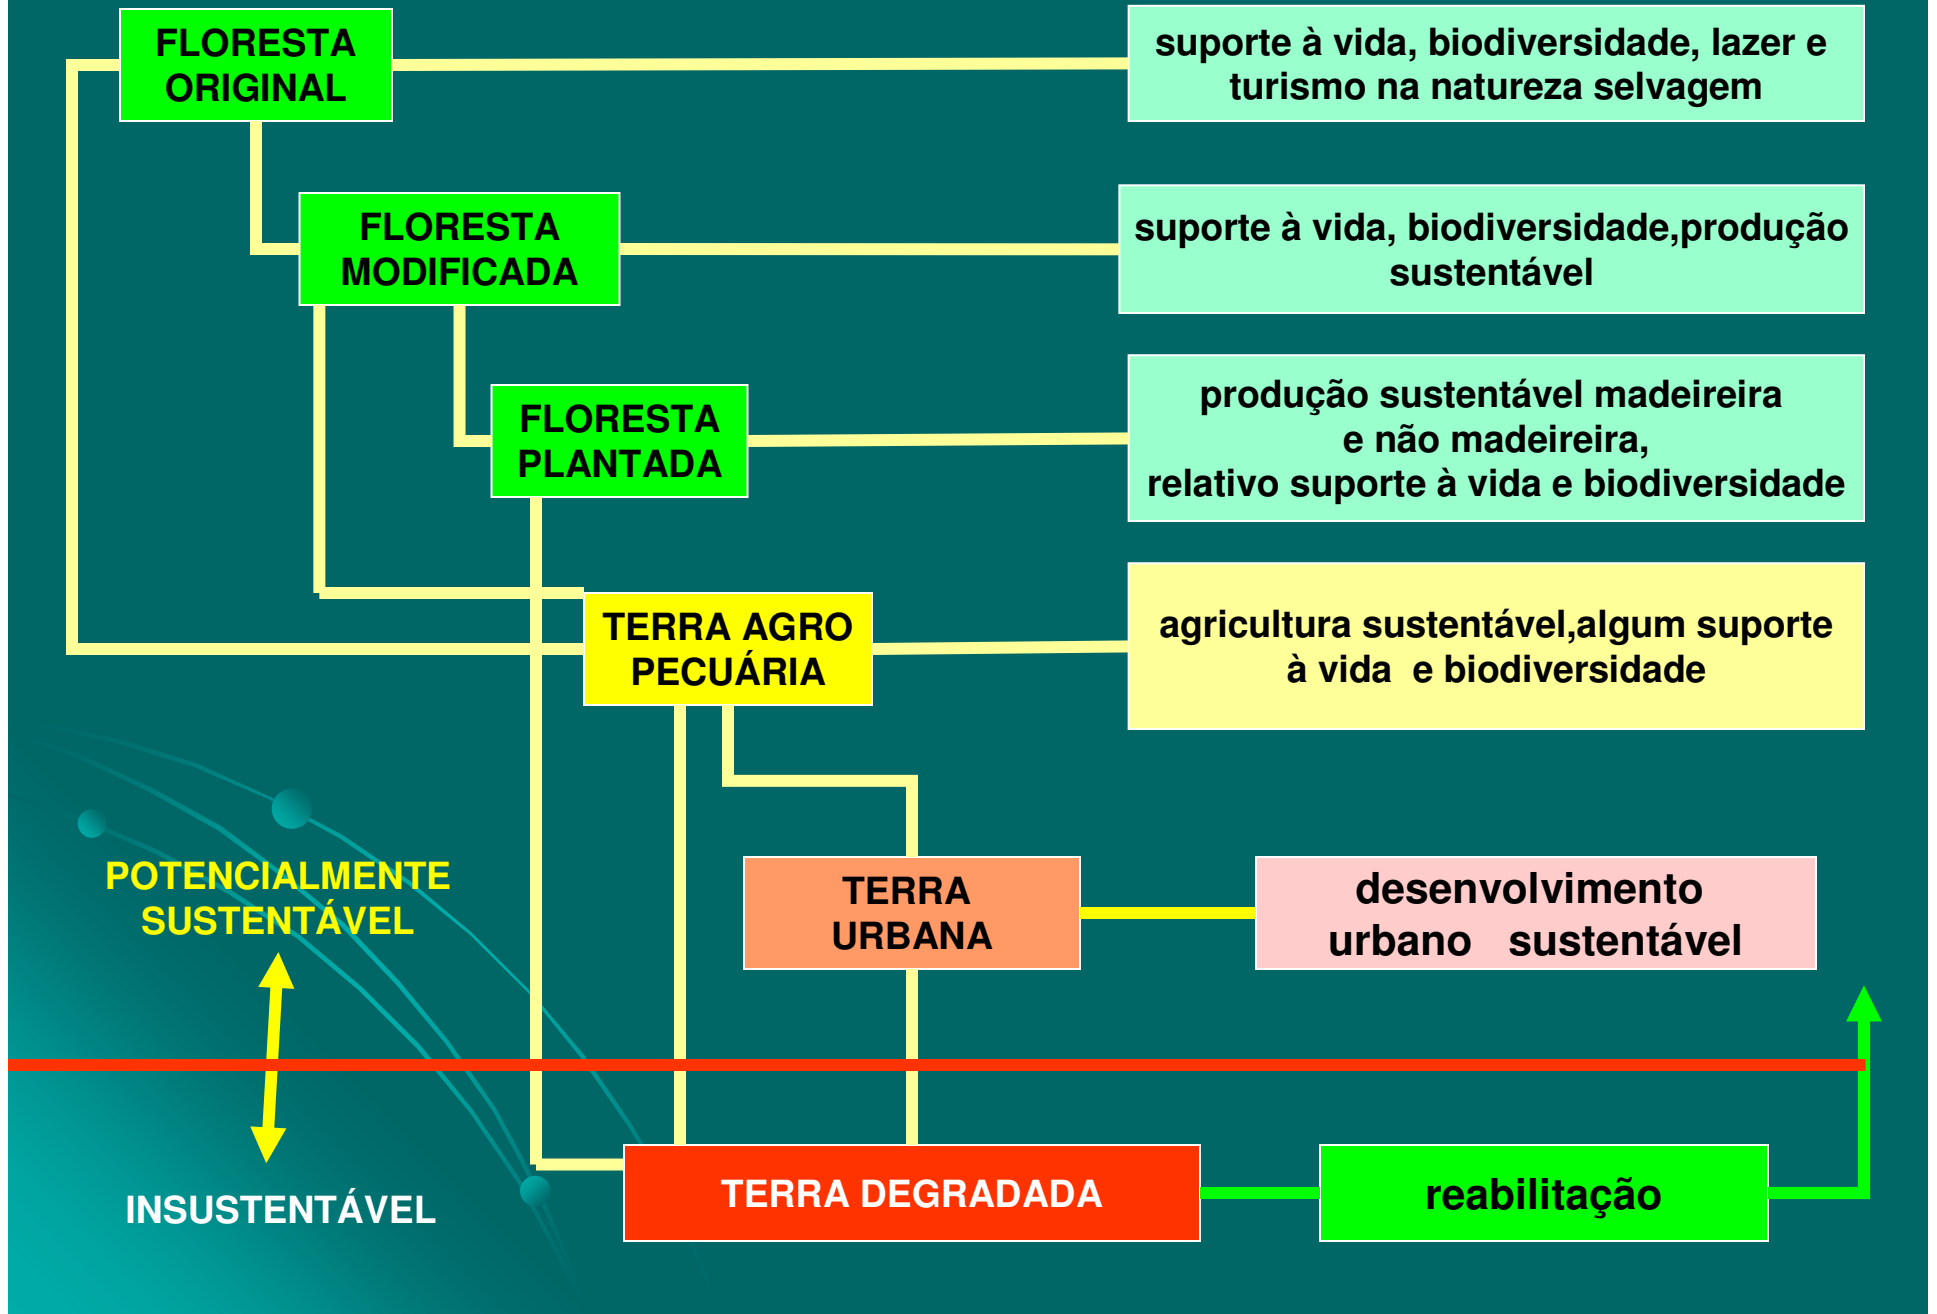 FLORESTA
ORIGINAL
suporte à vida, biodiversidade, lazer e
turismo na natureza selvagem
FLORESTA
MODIFICADA
suporte à vida, biodiversidade,produção
sustentável
FLORESTA
PLANTADA
produção sustentável madeireira
e não madeireira,
relativo suporte à vida e biodiversidade
TERRA AGRO
PECUÁRIA
agricultura sustentável,algum suporte
à vida e biodiversidade
POTENCIALMENTE
SUSTENTÁVEL
TERRA
URBANA
desenvolvimento
urbano sustentável
INSUSTENTÁVEL
TERRA DEGRADADA
reabilitação